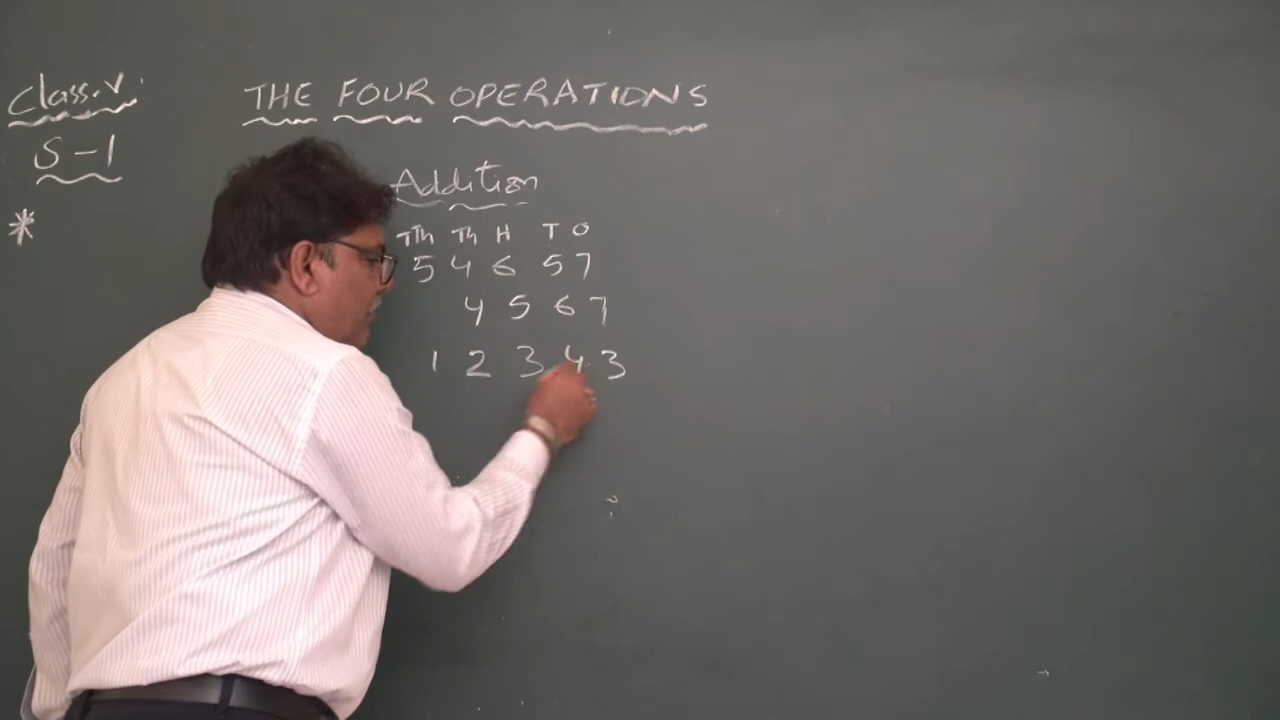 Class.V
THE FOUR OPERATIONS
S-1
Addition
*
TTh Th H T O
5 4 6 5 7
4 5 6 7
1 2 3 4 3